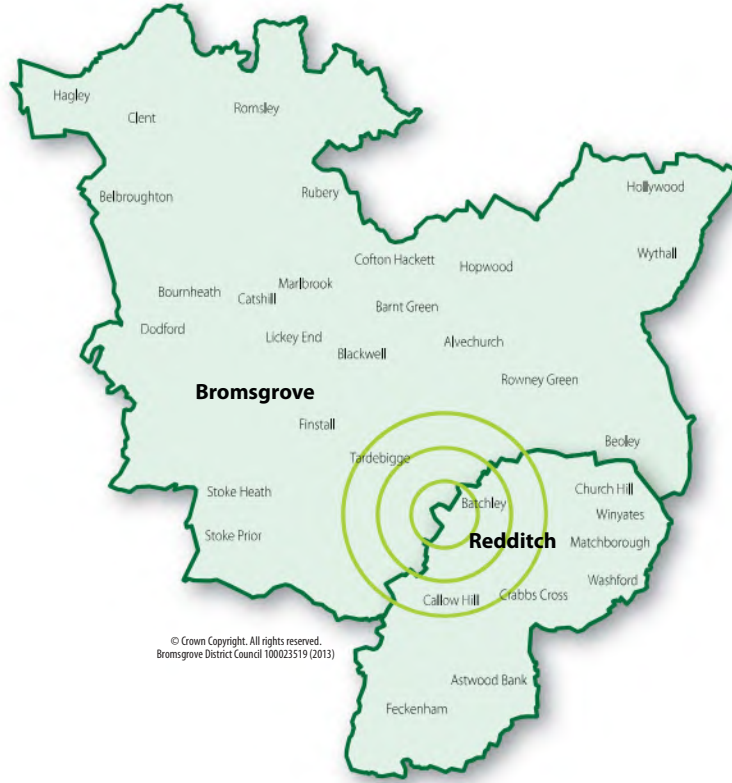 Hagley
Clent
Romsley
Belbroughton
Rubery
Hollywood
Wythall
Cofton Hackett
Hopwood
Marlbrook
Bournheath
Catshill
Barnt Green
Dodford
Lickey End
Blackwell
Alvechurch
Rowney Green
Bromsgrove
Finstall
Beoley
Tardebigge
Stoke Heath
Church Hill
Batchley
Winyates
Stoke Prior
Redditch
Matchborough
Washford
Callow Hill
Crabbs Cross
© Crown Copyright. All rights reserved.
Bromsgrove District Council 100023519 (2013)
Astwood Bank
Feckenham